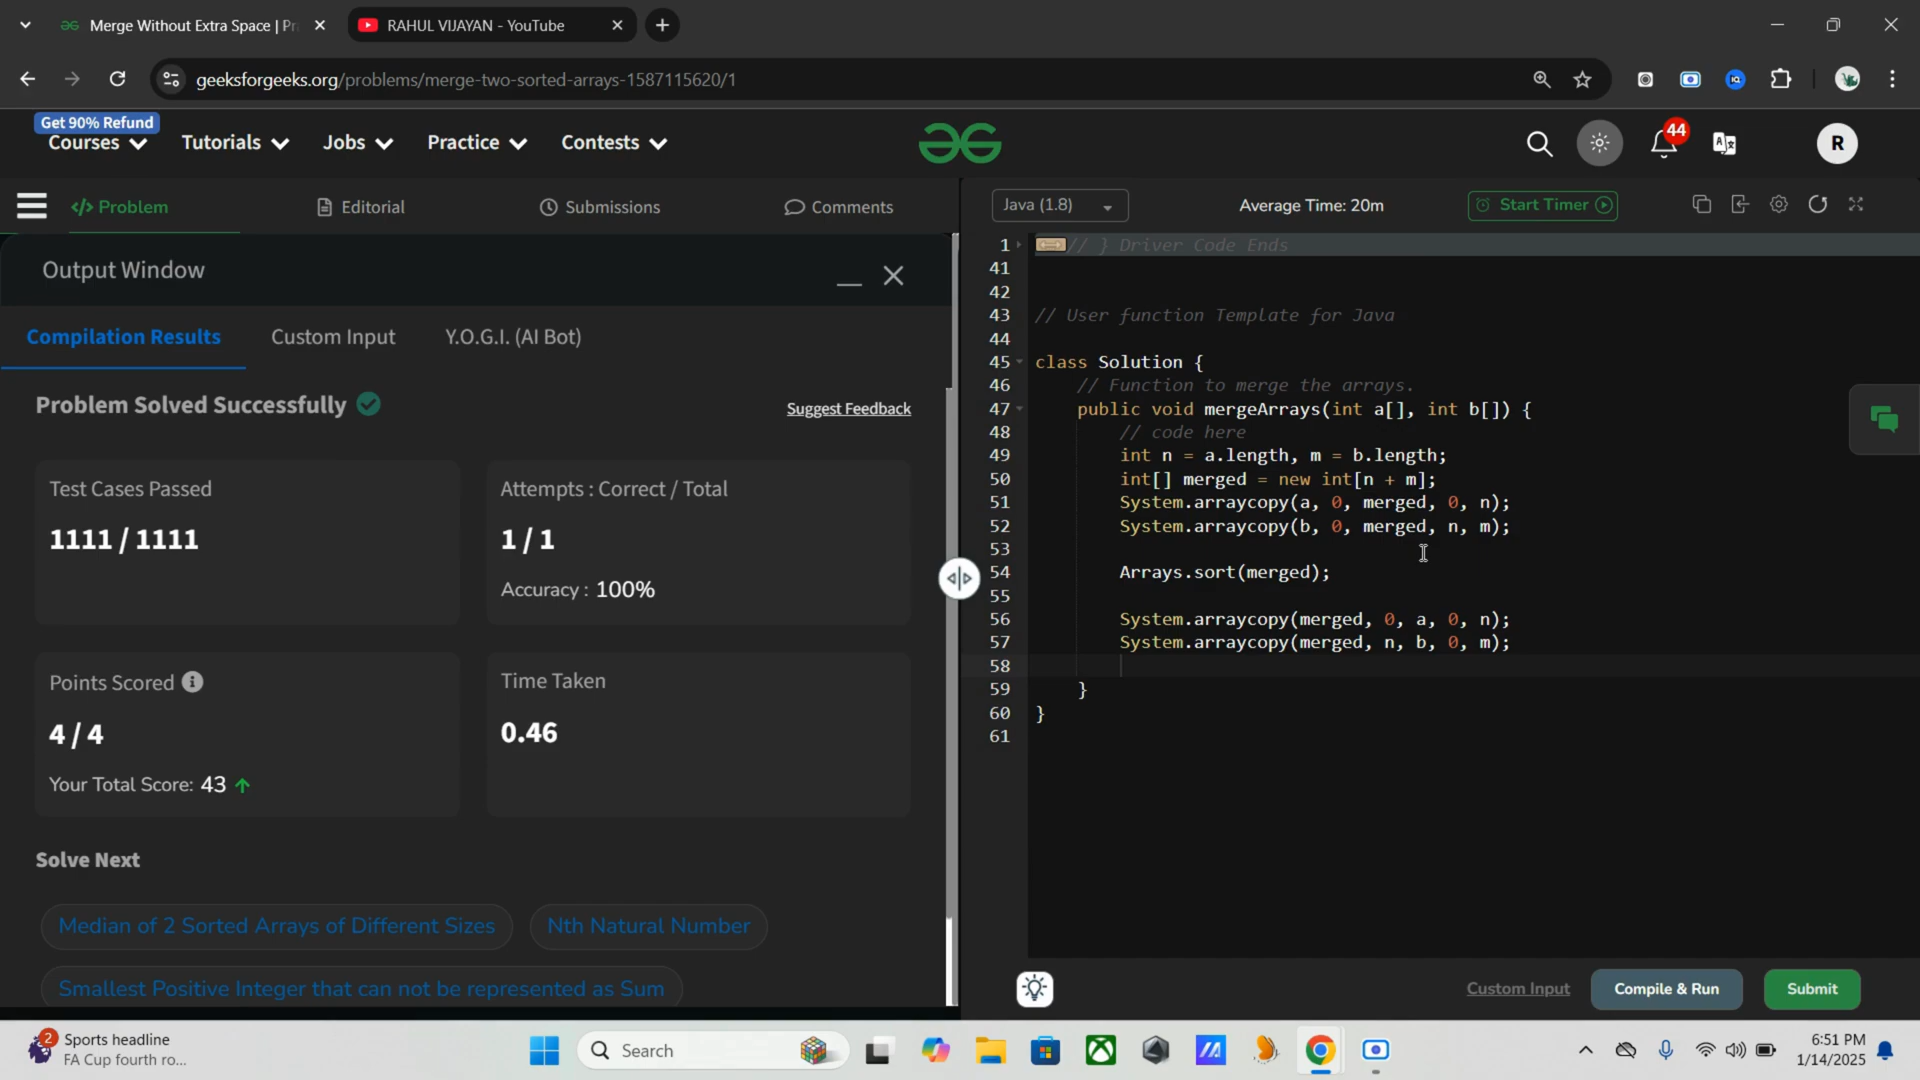 Merge Without Extra Space | Pr
RAHUL VIJAYAN - YouTube
geeksforgeeks.org/problems/merge-two-sorted-arrays-1587115620/1
Get 90% Refund
Courses
Tutorials
Jobs
Practice
Contests
44
R
</> Problem
Editorial
Submissions
Comments
Java (1.8)
Average Time: 20m
Start Timer
Output Window
Compilation Results
Custom Input
Y.O.G.I. (AI Bot)
Problem Solved Successfully
Suggest Feedback
Test Cases Passed
1111 / 1111
Attempts : Correct / Total
1 / 1
Accuracy : 100%
Points Scored
4 / 4
Your Total Score: 43
Time Taken
0.46
Solve Next
Median of 2 Sorted Arrays of Different Sizes
Nth Natural Number
Smallest Positive Integer that can not be represented as Sum
1 // } Driver Code Ends
41
42
43 // User function Template for Java
44
45 class Solution {
46 // Function to merge the arrays.
47 public void mergeArrays(int a[], int b[]) {
48 // code here
49 int n = a.length, m = b.length;
50 int[] merged = new int[n + m];
51 System.arraycopy(a, 0, merged, 0, n);
52 System.arraycopy(b, 0, merged, n, m);
53
54 Arrays.sort(merged);
55
56 System.arraycopy(merged, 0, a, 0, n);
57 System.arraycopy(merged, n, b, 0, m);
58
59 }
60 }
61
Custom Input
Compile & Run
Submit
2
Sports headline
FA Cup fourth ro...
Search
6:51 PM
1/14/2025